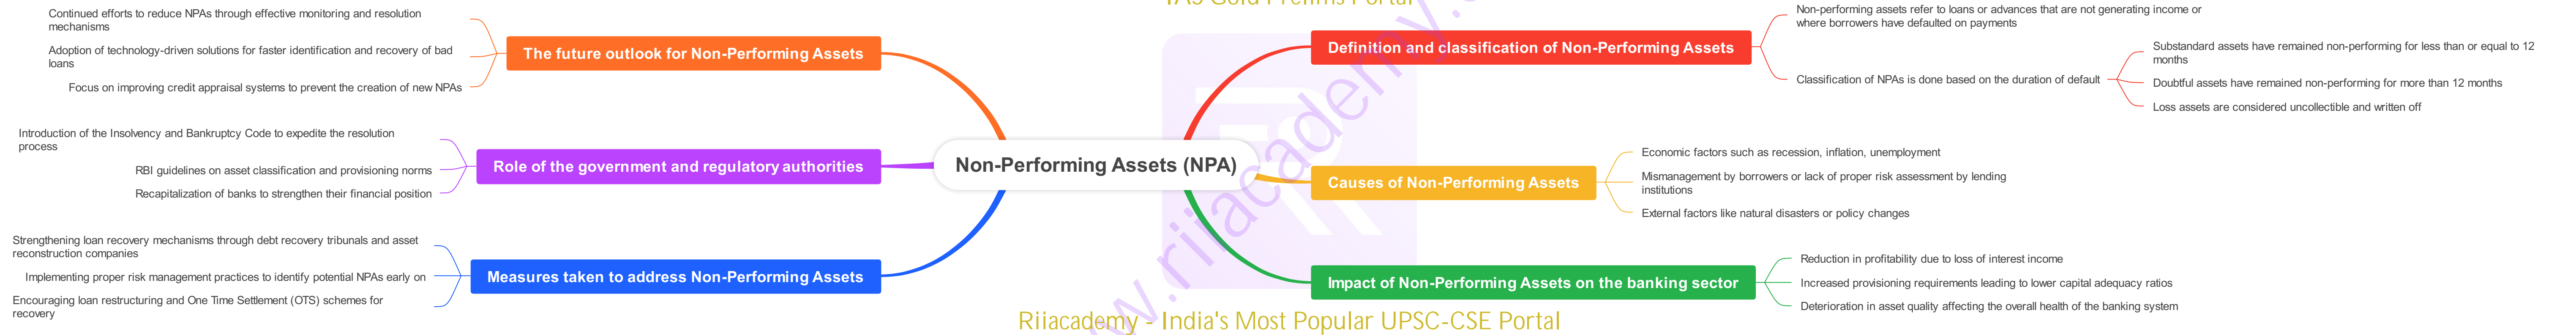 IAS Gold Prelims Portal
Non-Performing Assets (NPA)
Definition and classification of Non-Performing Assets
Non-performing assets refer to loans or advances that are not generating income or
where borrowers have defaulted on payments
Classification of NPAs is done based on the duration of default
Substandard assets have remained non-performing for less than or equal to 12
months
Doubtful assets have remained non-performing for more than 12 months
Loss assets are considered uncollectible and written off
Causes of Non-Performing Assets
Economic factors such as recession, inflation, unemployment
Mismanagement by borrowers or lack of proper risk assessment by lending
institutions
External factors like natural disasters or policy changes
Impact of Non-Performing Assets on the banking sector
Reduction in profitability due to loss of interest income
Increased provisioning requirements leading to lower capital adequacy ratios
Deterioration in asset quality affecting the overall health of the banking system
The future outlook for Non-Performing Assets
Continued efforts to reduce NPAs through effective monitoring and resolution
mechanisms
Adoption of technology-driven solutions for faster identification and recovery of bad
loans
Focus on improving credit appraisal systems to prevent the creation of new NPAs
Role of the government and regulatory authorities
Introduction of the Insolvency and Bankruptcy Code to expedite the resolution
process
RBI guidelines on asset classification and provisioning norms
Recapitalization of banks to strengthen their financial position
Measures taken to address Non-Performing Assets
Strengthening loan recovery mechanisms through debt recovery tribunals and asset
reconstruction companies
Implementing proper risk management practices to identify potential NPAs early on
Encouraging loan restructuring and One Time Settlement (OTS) schemes for
recovery
w.riiacademy.
Riiacademy - India's Most Popular UPSC-CSE Portal